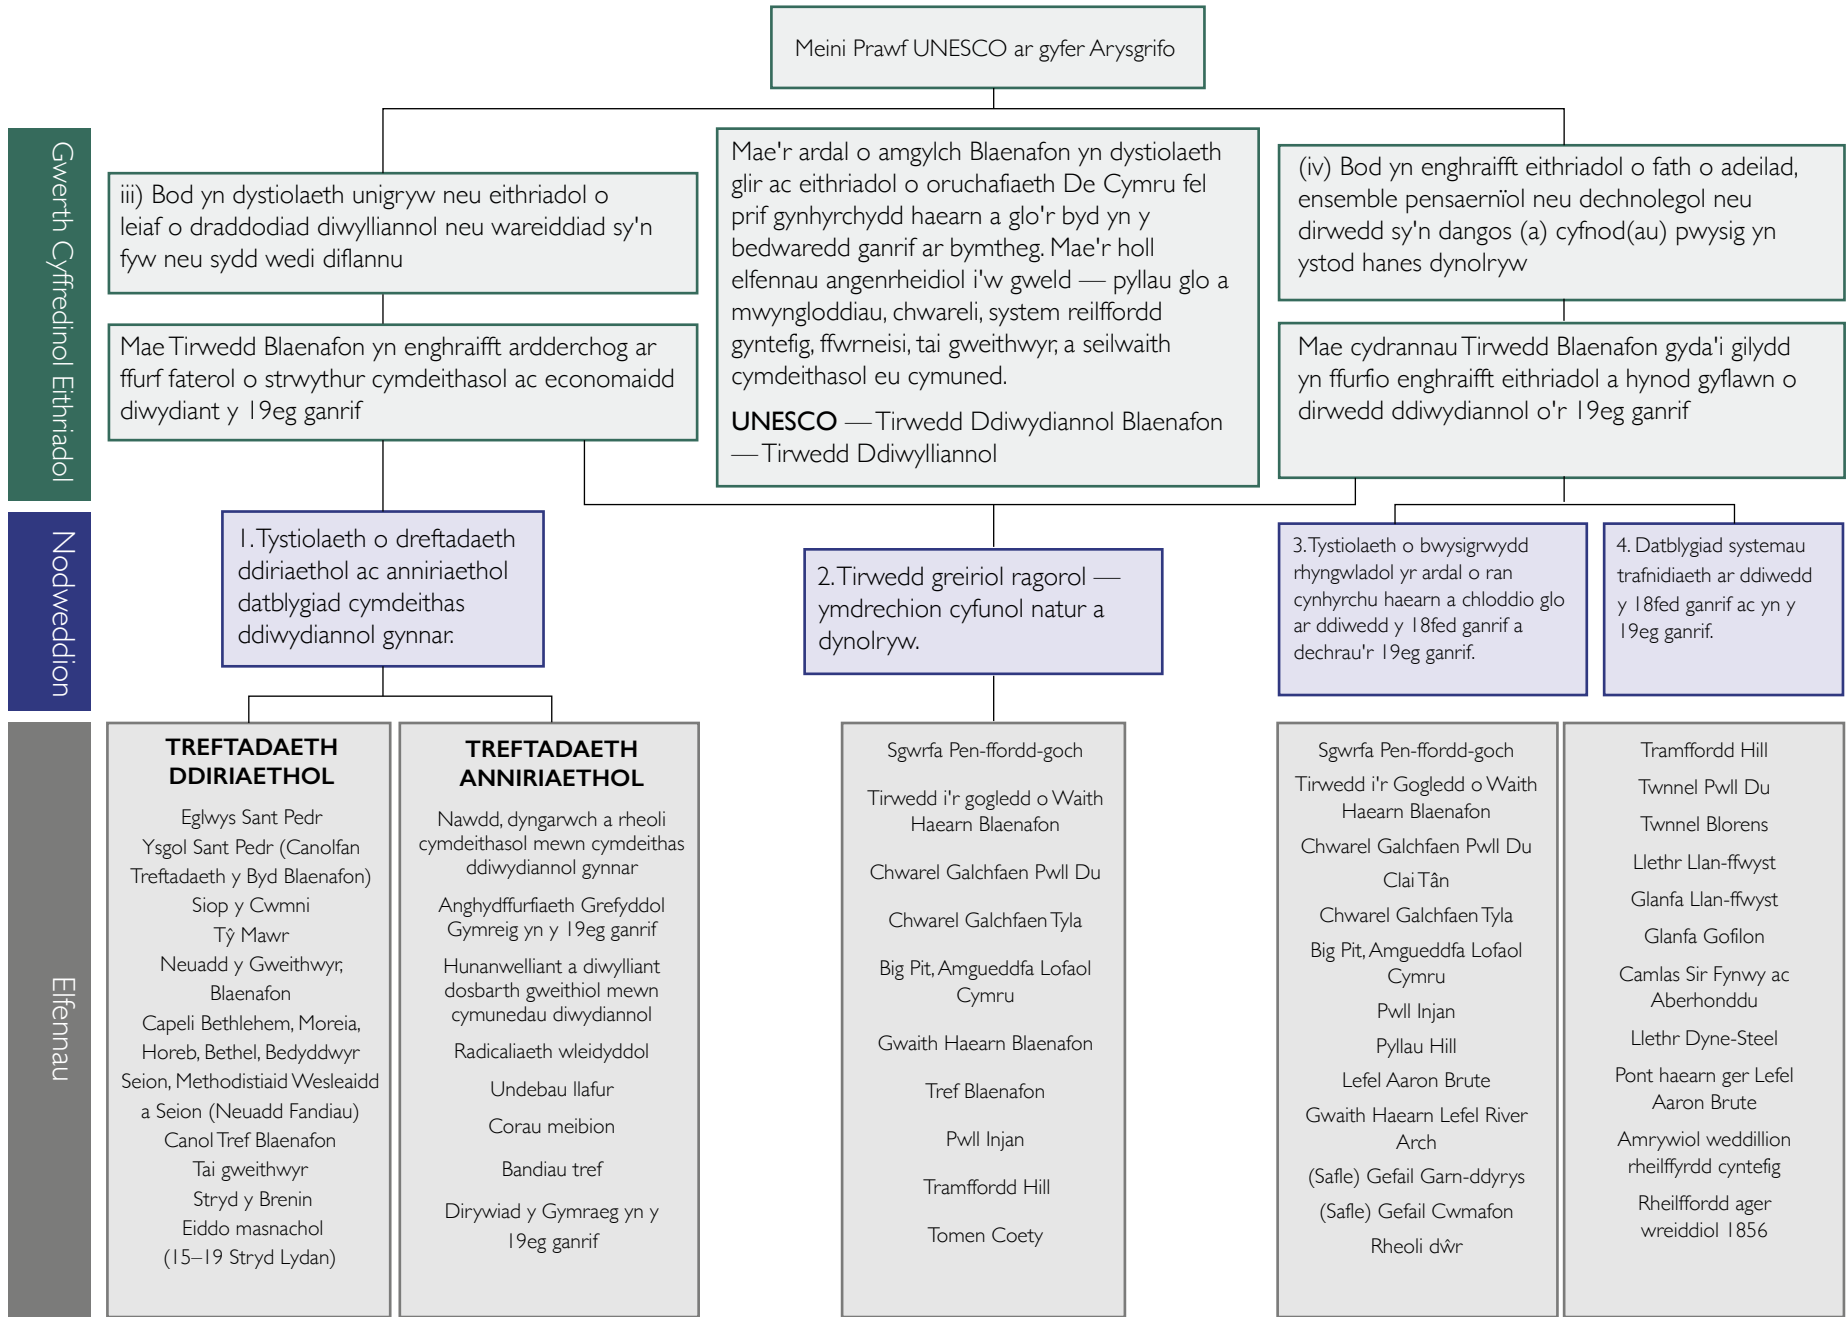 Meini Prawf UNESCO ar gyfer Arysgrifo
Gwerth Cyffredinol Eithriadol
iii) Bod yn dystiolaeth unigryw neu eithriadol o
leiaf o draddodiad diwylliannol neu wareiddiad sy'n
fyw neu sydd wedi diflannu
Mae Tirwedd Blaenafon yn enghraifft ardderchog ar
ffurf faterol o strwythur cymdeithasol ac economaidd
diwydiant y 19eg ganrif
Mae'r ardal o amgylch Blaenafon yn dystiolaeth
glir ac eithriadol o oruchafiaeth De Cymru fel
prif gynhyrchydd haearn a glo'r byd yn y
bedwaredd ganrif ar bymtheg. Mae'r holl
elfennau angenrheidiol i'w gweld — pyllau glo a
mwyngloddiau, chwareli, system reilffordd
gyntefig, ffwrneisi, tai gweithwyr, a seilwaith
cymdeithasol eu cymuned.
UNESCO — Tirwedd Ddiwydiannol Blaenafon
— Tirwedd Ddiwylliannol
(iv) Bod yn enghraifft eithriadol o fath o adeilad,
ensemble pensaernïol neu dechnolegol neu
dirwedd sy'n dangos (a) cyfnod(au) pwysig yn
ystod hanes dynolryw
Mae cydrannau Tirwedd Blaenafon gyda'i gilydd
yn ffurfio enghraifft eithriadol a hynod gyflawn o
dirwedd ddiwydiannol o'r 19eg ganrif
Nodweddion
1. Tystiolaeth o dreftadaeth
ddiriaethol ac anniriaethol
datblygiad cymdeithas
ddiwydiannol gynnar.
2. Tirwedd greiriol ragorol —
ymdrechion cyfunol natur a
dynolryw.
3. Tystiolaeth o bwysigrwydd
rhyngwladol yr ardal o ran
cynhyrchu haearn a chloddio glo
ar ddiwedd y 18fed ganrif a
dechrau'r 19eg ganrif.
4. Datblygiad systemau
trafnidiaeth ar ddiwedd
y 18fed ganrif ac yn y
19eg ganrif.
Elfennau
TREFTADAETH
DDIRIAETHOL
Eglwys Sant Pedr
Ysgol Sant Pedr (Canolfan
Treftadaeth y Byd Blaenafon)
Siop y Cwmni
Tŷ Mawr
Neuadd y Gweithwyr,
Blaenafon
Capeli Bethlehem, Moreia,
Horeb, Bethel, Bedyddwyr
Seion, Methodistiaid Wesleaidd
a Seion (Neuadd Fandiau)
Canol Tref Blaenafon
Tai gweithwyr
Stryd y Brenin
Eiddo masnachol
(15–19 Stryd Lydan)
TREFTADAETH
ANNIRIAETHOL
Nawdd, dyngarwch a rheoli
cymdeithasol mewn cymdeithas
ddiwydiannol gynnar
Anghydffurfiaeth Grefyddol
Gymreig yn y 19eg ganrif
Hunanwelliant a diwylliant
dosbarth gweithiol mewn
cymunedau diwydiannol
Radicaliaeth wleidyddol
Undebau llafur
Corau meibion
Bandiau tref
Dirywiad y Gymraeg yn y
19eg ganrif
Sgwrfa Pen-ffordd-goch
Tirwedd i'r gogledd o Waith
Haearn Blaenafon
Chwarel Galchfaen Pwll Du
Chwarel Galchfaen Tyla
Big Pit, Amgueddfa Lofaol
Cymru
Gwaith Haearn Blaenafon
Tref Blaenafon
Pwll Injan
Tramffordd Hill
Tomen Coety
Sgwrfa Pen-ffordd-goch
Tirwedd i'r Gogledd o Waith
Haearn Blaenafon
Chwarel Galchfaen Pwll Du
Clai Tân
Chwarel Galchfaen Tyla
Big Pit, Amgueddfa Lofaol
Cymru
Pwll Injan
Pyllau Hill
Lefel Aaron Brute
Gwaith Haearn Lefel River
Arch
(Safle) Gefail Garn-ddyrys
(Safle) Gefail Cwmafon
Rheoli dŵr
Tramffordd Hill
Twnnel Pwll Du
Twnnel Blorens
Llethr Llan-ffwyst
Glanfa Llan-ffwyst
Glanfa Gofilon
Camlas Sir Fynwy ac
Aberhonddu
Llethr Dyne-Steel
Pont haearn ger Lefel
Aaron Brute
Amrywiol weddillion
rheilffyrdd cyntefig
Rheilffordd ager
wreiddiol 1856